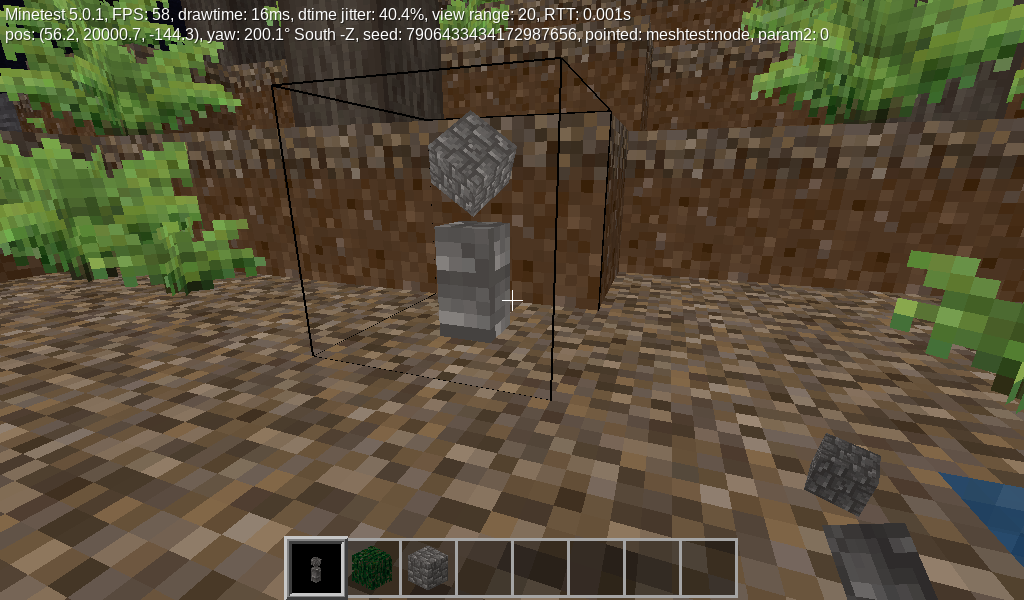 Minetest 5.0.1, FPS: 58, drawtime: 16ms, dtime jitter: 40.4%, view range: 20, RTT: 0.001s
pos: (56.2, 20000.7, -144.3), yaw: 200.1° South -Z, seed: 7906433434172987656, pointed: meshtest:node, param2: 0